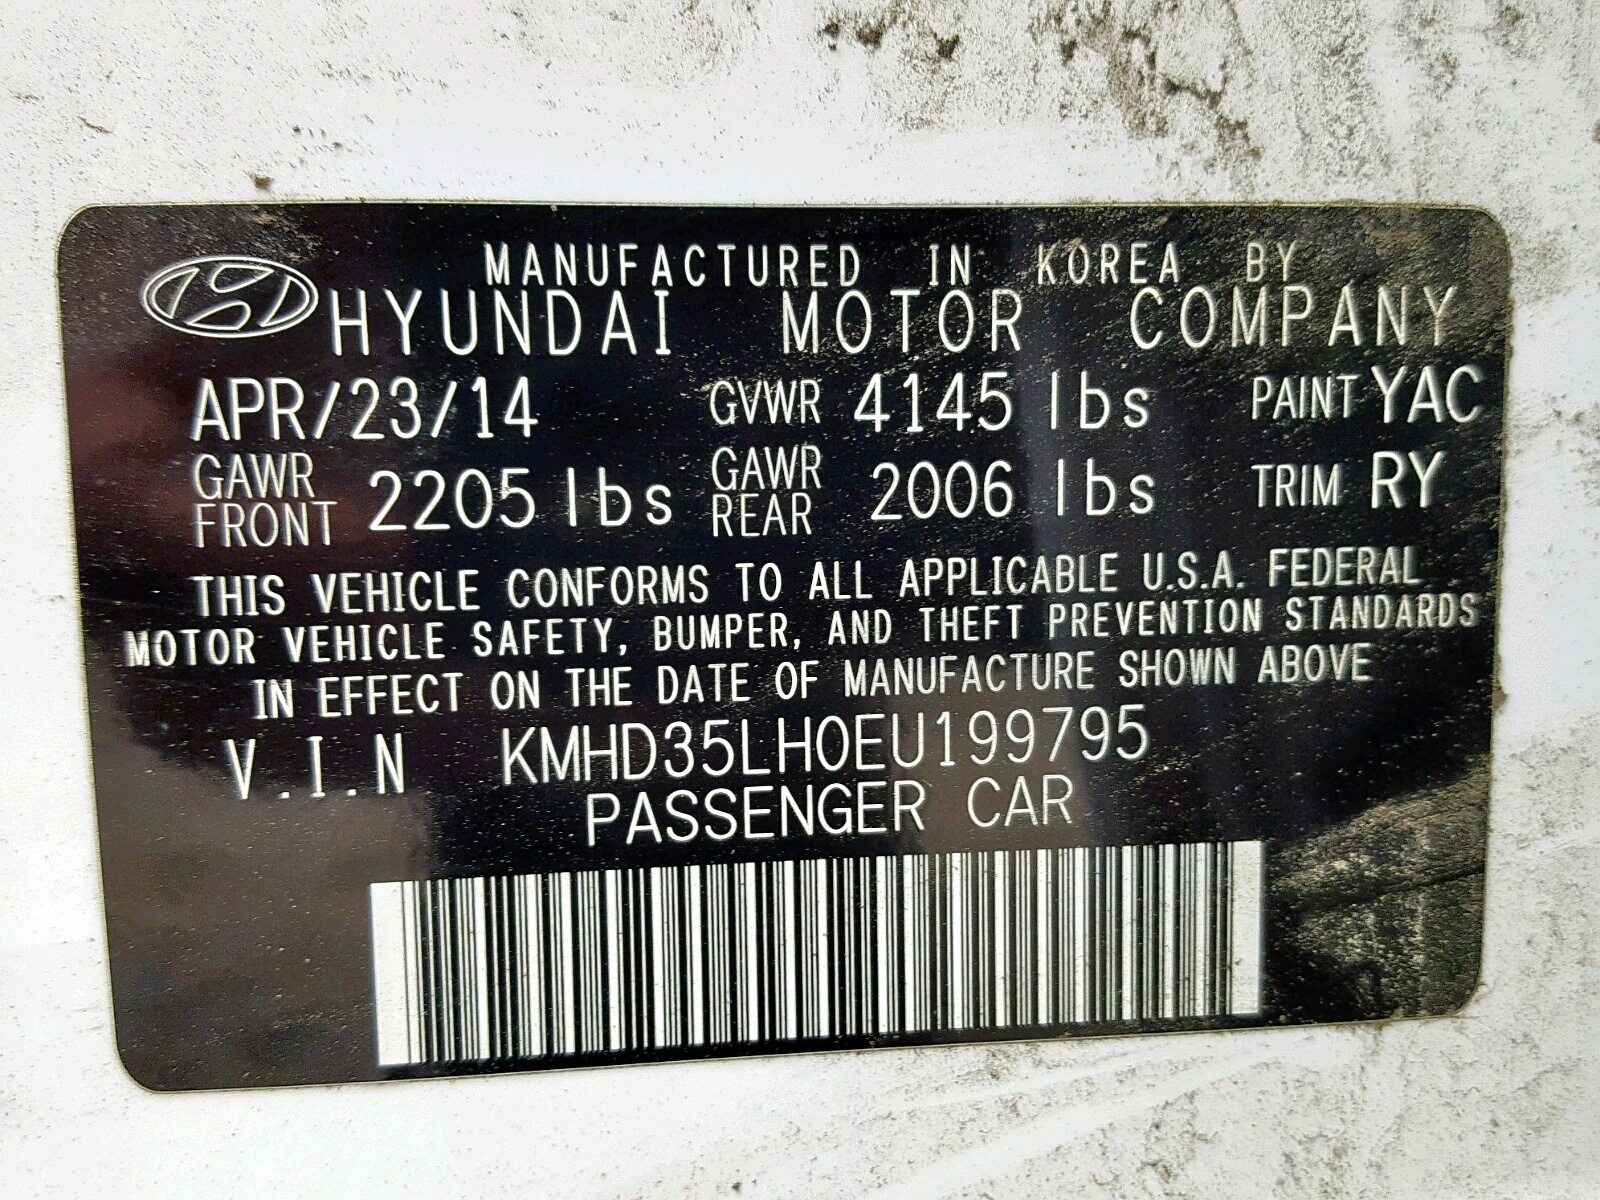 MANUFACTURED IN KOREA BY
HYUNDAI MOTOR COMPANY
APR/23/14 GVWR 4145 lbs PAINT YAC
GAWR FRONT 2205 lbs GAWR REAR 2006 lbs TRIM RY
THIS VEHICLE CONFORMS TO ALL APPLICABLE U.S.A. FEDERAL
MOTOR VEHICLE SAFETY, BUMPER, AND THEFT PREVENTION STANDARDS
IN EFFECT ON THE DATE OF MANUFACTURE SHOWN ABOVE
V.I.N KMHD35LH0EU199795
PASSENGER CAR